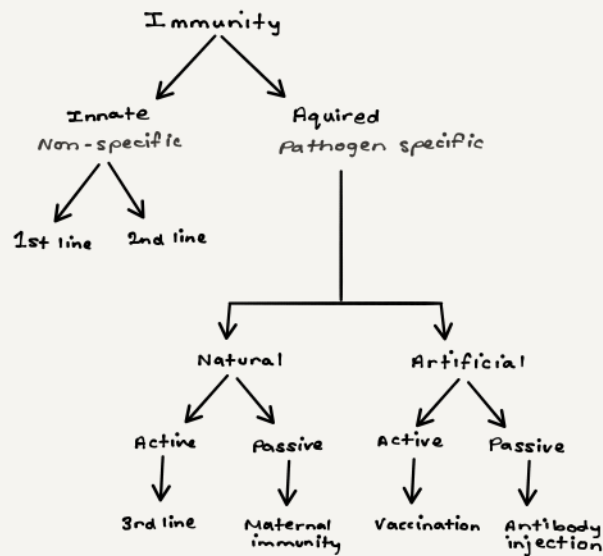 Immunity
Innate Aquired
Non-specific Pathogen specific
1st line 2nd line
Natural Artificial
Active Passive Active Passive
3rd line Maternal immunity Vaccination Antibody injection